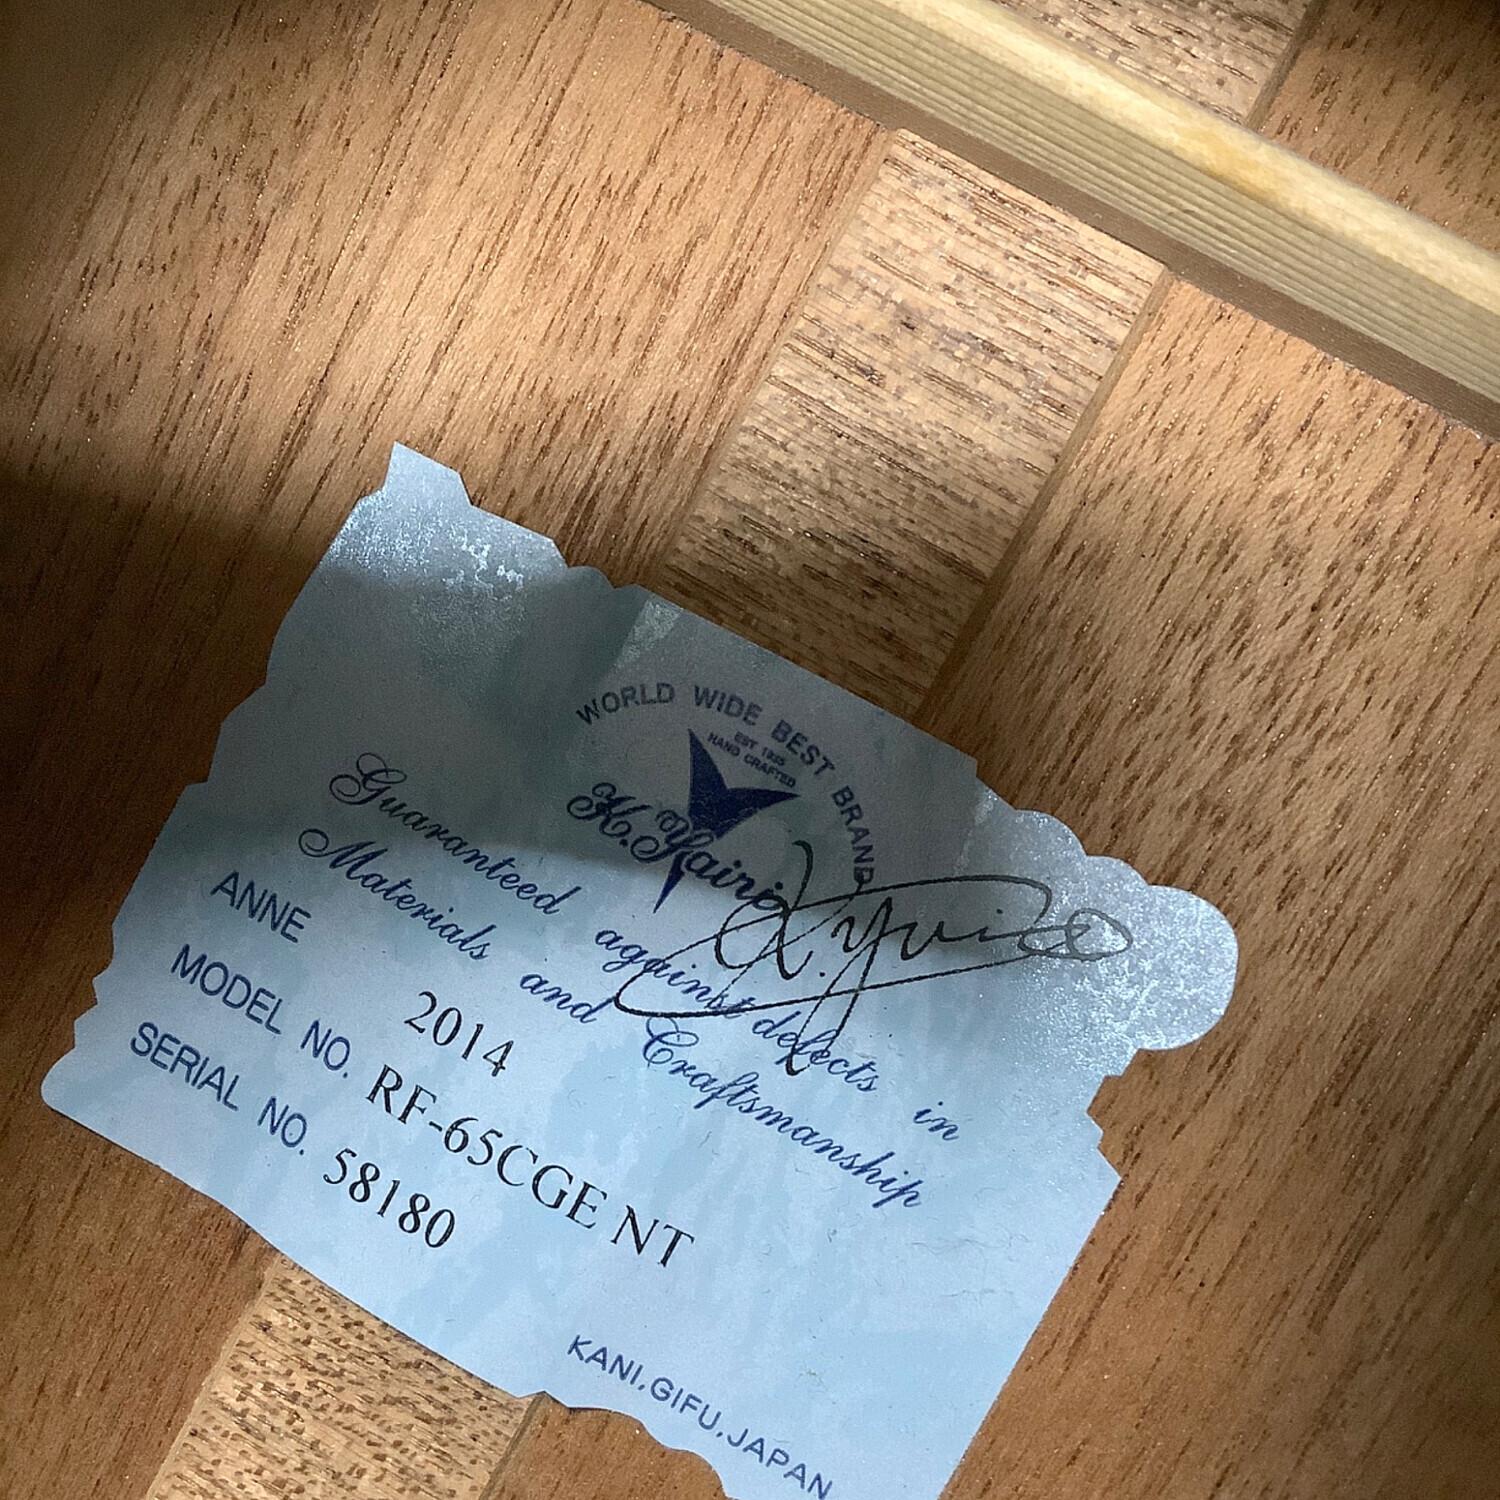 WORLD WIDE BEST BRAND
EST 1935
HAND CRAFTED
K.Yairi
K.Yairi
Guaranteed against defects in
Materials and Craftsmanship
ANNE 2014
MODEL NO. RF-65CGE NT
SERIAL NO. 58180
KANI.GIFU.JAPAN